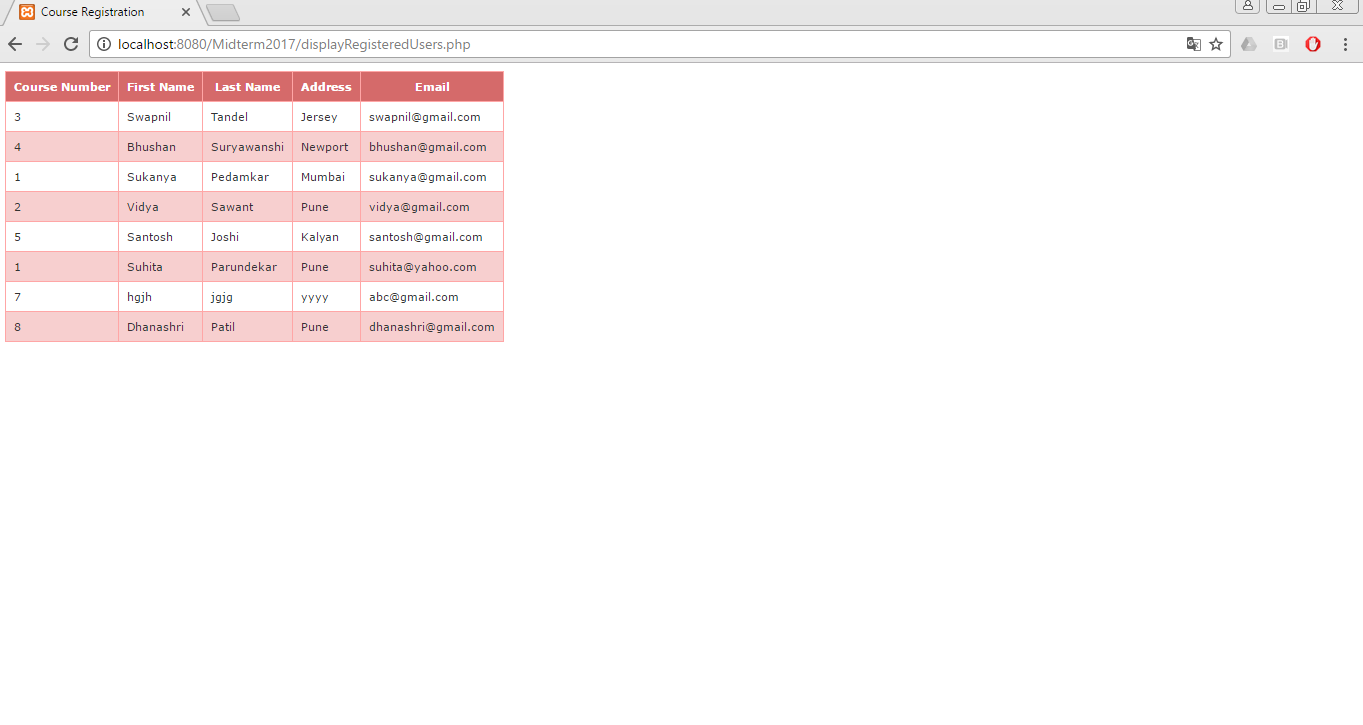 Course Registration
localhost:8080/Midterm2017/displayRegisteredUsers.php
Course Number First Name Last Name Address Email
3 Swapnil Tandel Jersey swapnil@gmail.com
4 Bhushan Suryawanshi Newport bhushan@gmail.com
1 Sukanya Pedamkar Mumbai sukanya@gmail.com
2 Vidya Sawant Pune vidya@gmail.com
5 Santosh Joshi Kalyan santosh@gmail.com
1 Suhita Parundekar Pune suhita@yahoo.com
7 hgjh jgjg yyyy abc@gmail.com
8 Dhanashri Patil Pune dhanashri@gmail.com